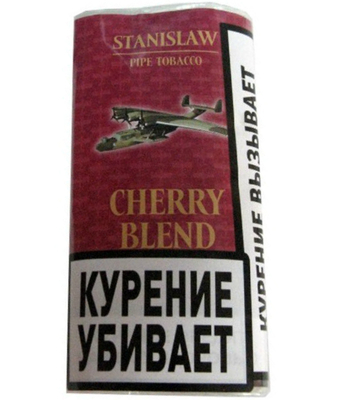 STANISLAW
PIPE TOBACCO
CHERRY
BLEND
КУРЕНИЕ
УБИВАЕТ
КУРЕНИЕ ВЫЗЫВАЕТ